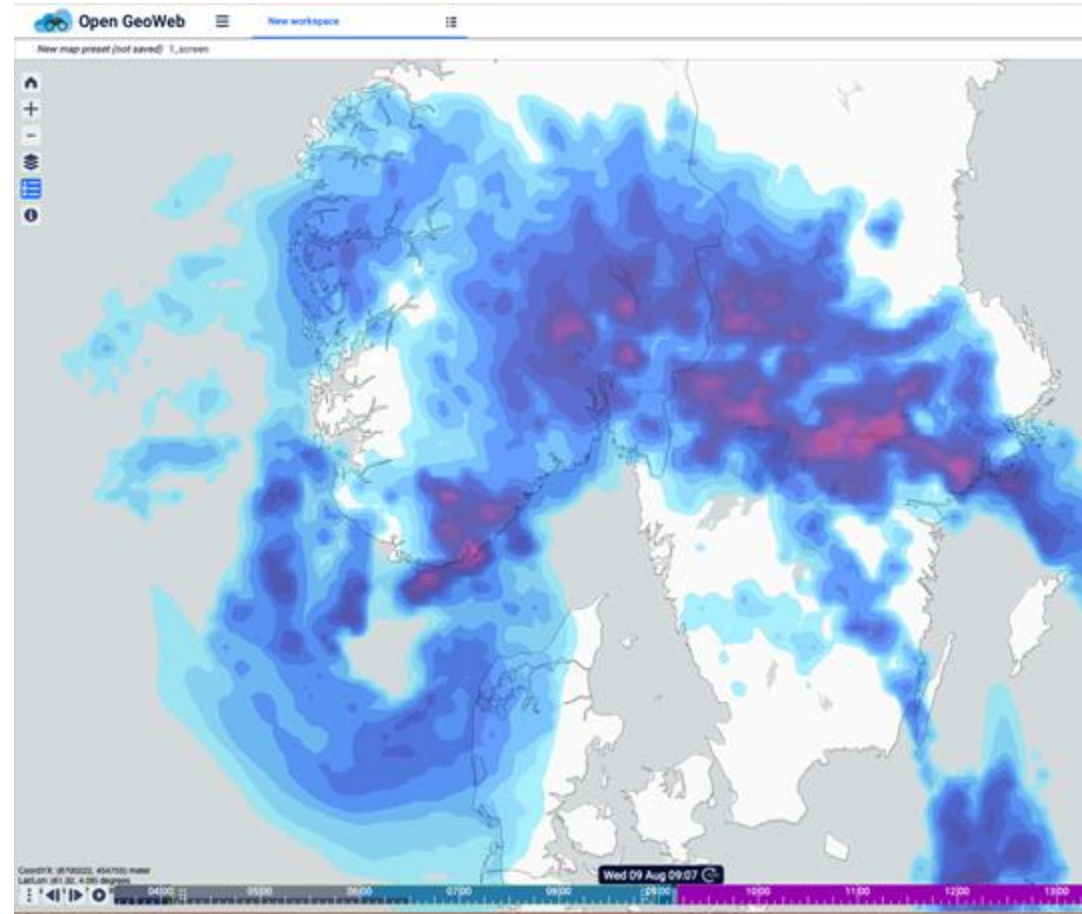 Open GeoWeb
New workspace
New map preset (not saved) 1_screen
Wed 09 Aug 09:07
04:00 05:00 06:00 07:00 08:00 09:00 10:00 11:00 12:00 13:00